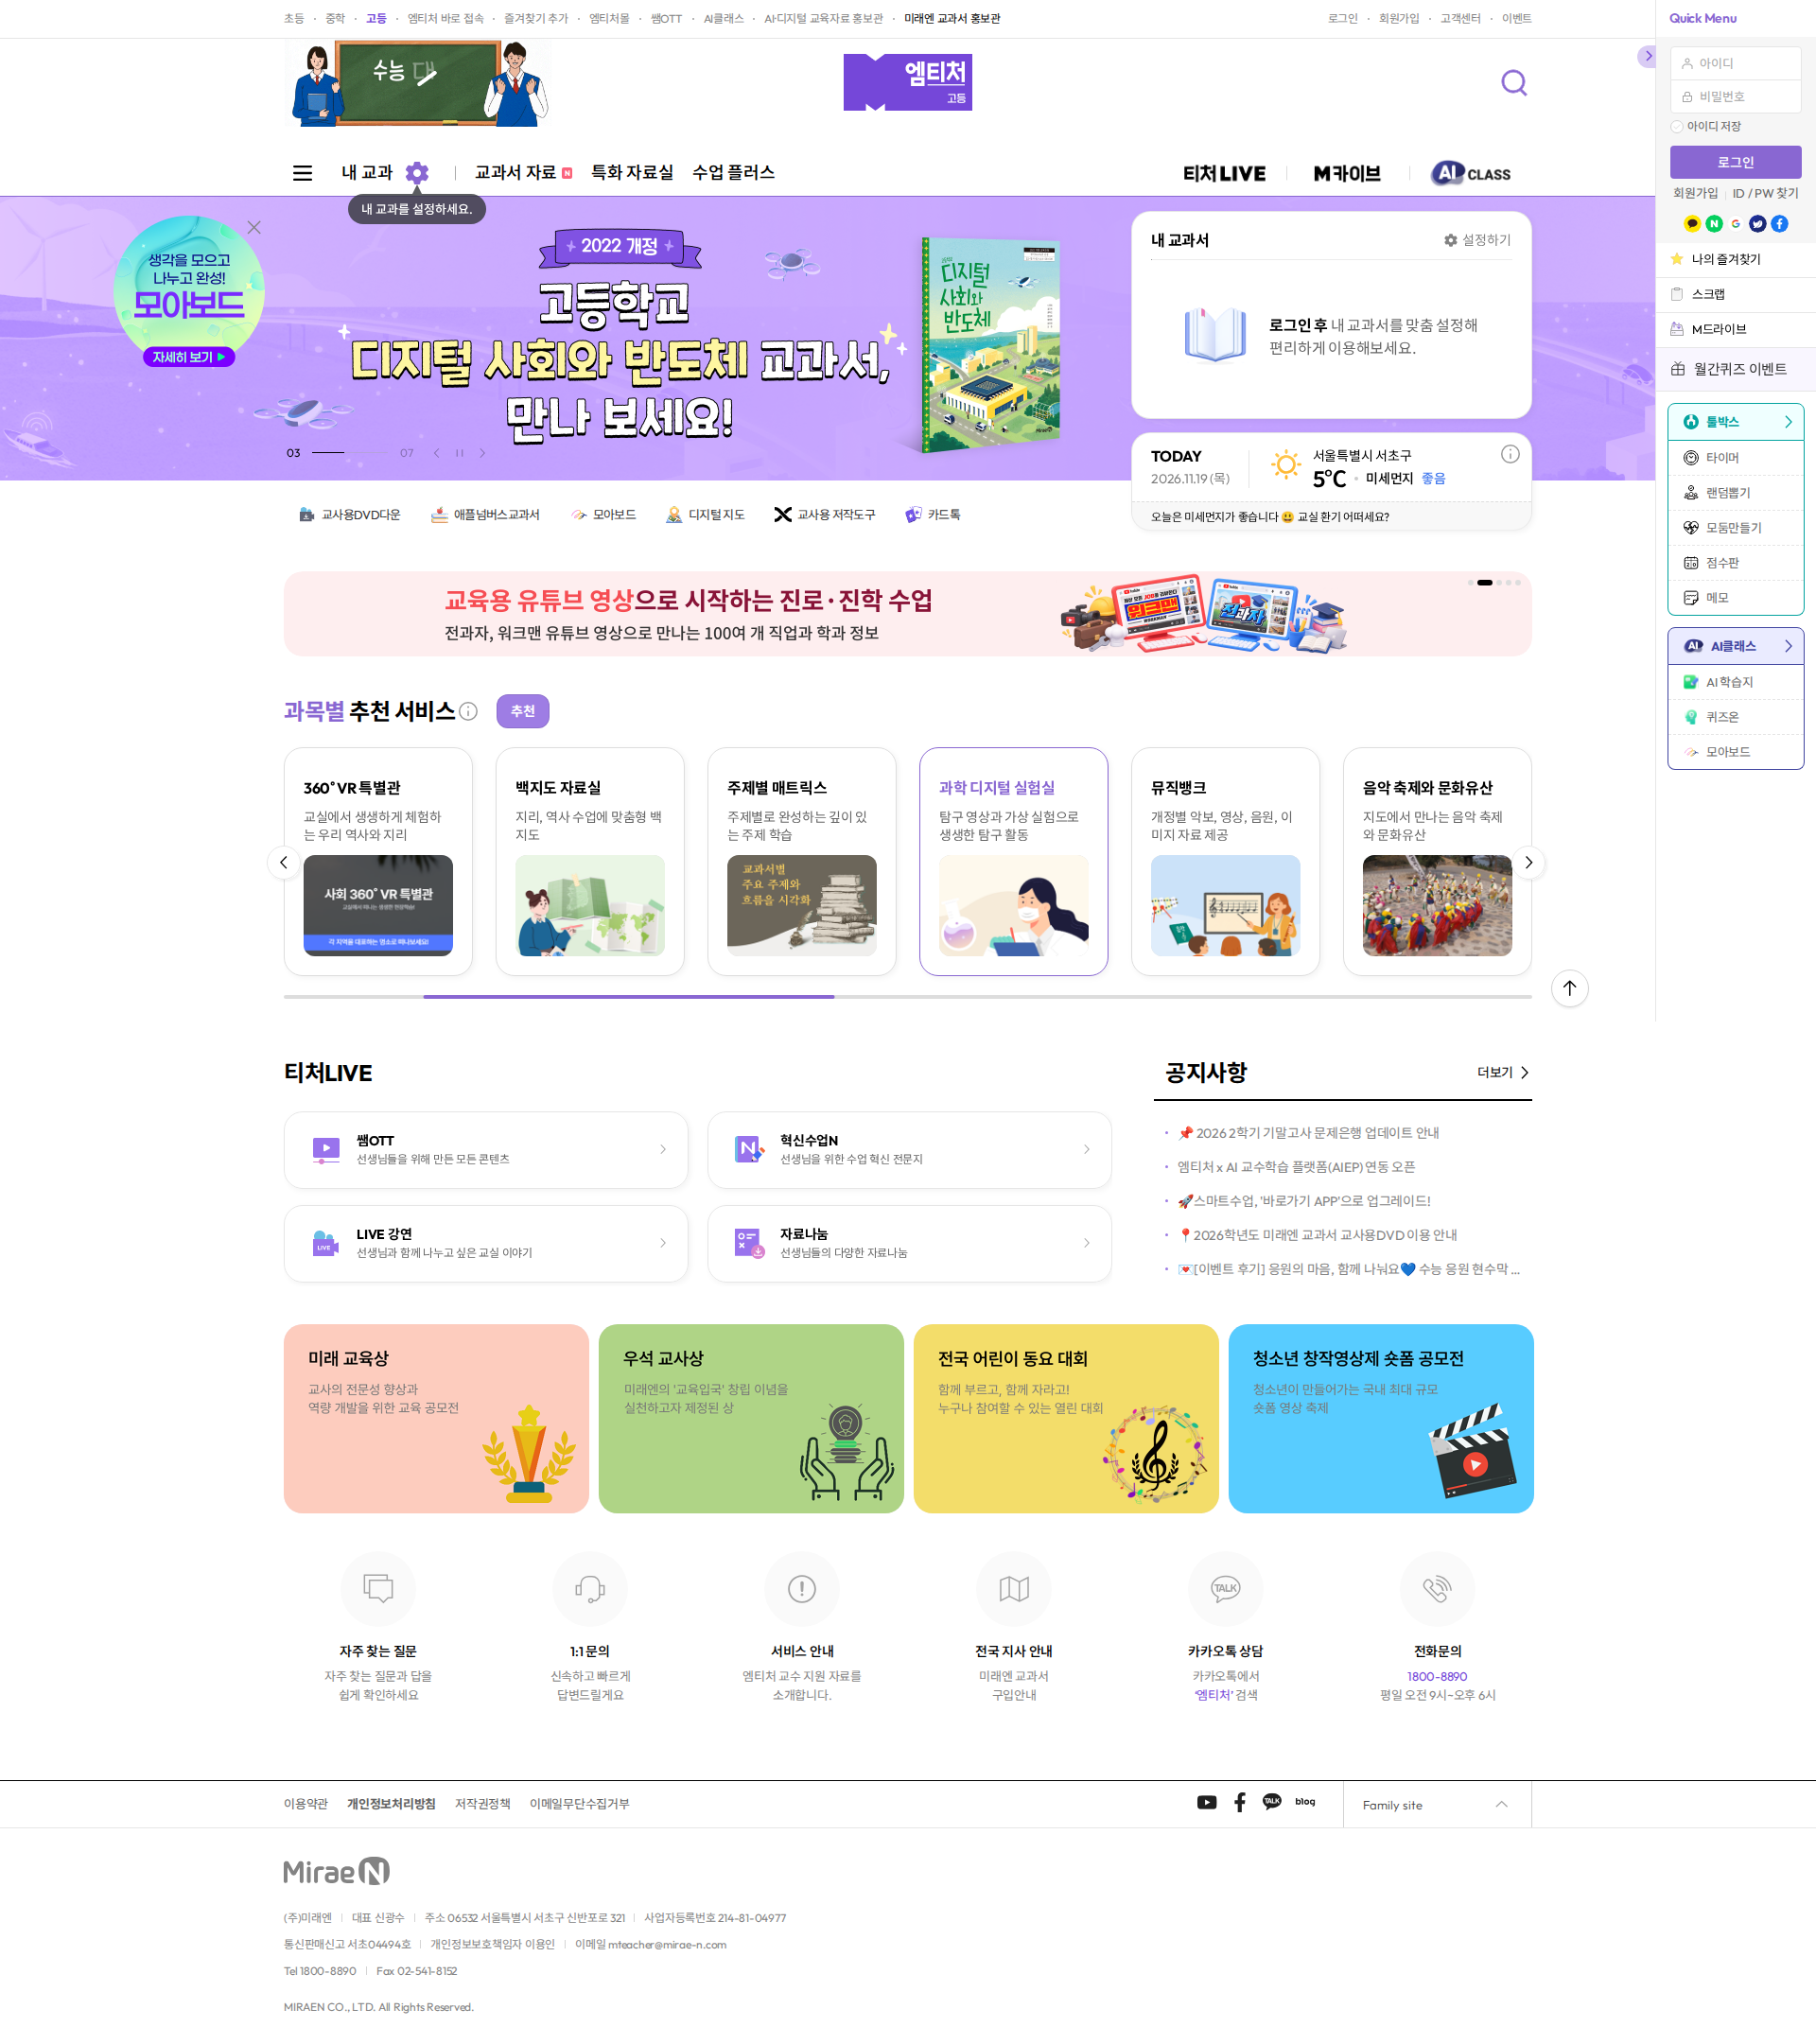 초등 · 중학 · 고등 · 엠티처 바로 접속 · 즐겨찾기 추가 · 엠티처몰 · 쌤OTT · AI클래스 · AI·디지털 교육자료 홍보관 · 미래엔 교과서 홍보관
로그인 · 회원가입 · 고객센터 · 이벤트
Quick Menu
수능 대
엠티처
고등
아이디
비밀번호
아이디 저장
로그인
회원가입 ID / PW 찾기
내 교과
교과서 자료 N
특화 자료실
수업 플러스
티처LIVE
M카이브
AI CLASS
내 교과를 설정하세요.
생각을 모으고
나누고 완성!
모아보드
자세히 보기
2022 개정
고등학교
디지털 사회와 반도체 교과서,
만나 보세요!
디지털
사회와
반도체
03 07
내 교과서
설정하기
로그인 후 내 교과서를 맞춤 설정해
편리하게 이용해보세요.
TODAY
2026.11.19 (목)
서울특별시 서초구
5°C 미세먼지 좋음
오늘은 미세먼지가 좋습니다 😃 교실 환기 어떠세요?
나의 즐겨찾기
스크랩
M드라이브
월간퀴즈 이벤트
툴박스
타이머
랜덤뽑기
모둠만들기
점수판
메모
AI AI클래스
AI 학습지
퀴즈온
모아보드
교사용DVD다운
애플넘버스교과서
모아보드
디지털 지도
교사용 저작도구
카드톡
교육용 유튜브 영상으로 시작하는 진로·진학 수업
전과자, 워크맨 유튜브 영상으로 만나는 100여 개 직업과 학과 정보
워크맨
전과자
과목별 추천 서비스
추천
360° VR 특별관
교실에서 생생하게 체험하
는 우리 역사와 지리
사회 360° VR 특별관
각 지역을 대표하는 명소로 떠나보세요!
백지도 자료실
지리, 역사 수업에 맞춤형 백
지도
주제별 매트릭스
주제별로 완성하는 깊이 있
는 주제 학습
교과서별
주요 주제와
흐름을 시각화
과학 디지털 실험실
탐구 영상과 가상 실험으로
생생한 탐구 활동
뮤직뱅크
개정별 악보, 영상, 음원, 이
미지 자료 제공
음악 축제와 문화유산
지도에서 만나는 음악 축제
와 문화유산
티처LIVE
쌤OTT
선생님들을 위해 만든 모든 콘텐츠
혁신수업N
선생님을 위한 수업 혁신 전문지
LIVE
LIVE 강연
선생님과 함께 나누고 싶은 교실 이야기
자료나눔
선생님들의 다양한 자료나눔
공지사항
더보기
📌 2026 2학기 기말고사 문제은행 업데이트 안내
엠티처 x AI 교수학습 플랫폼(AIEP) 연동 오픈
🚀스마트수업, '바로가기 APP'으로 업그레이드!
📍2026학년도 미래엔 교과서 교사용DVD 이용 안내
💌[이벤트 후기] 응원의 마음, 함께 나눠요💙 수능 응원 현수막 ...
미래 교육상
교사의 전문성 향상과
역량 개발을 위한 교육 공모전
우석 교사상
미래엔의 '교육입국' 창립 이념을
실천하고자 제정된 상
전국 어린이 동요 대회
함께 부르고, 함께 자라고!
누구나 참여할 수 있는 열린 대회
청소년 창작영상제 숏폼 공모전
청소년이 만들어가는 국내 최대 규모
숏폼 영상 축제
자주 찾는 질문
자주 찾는 질문과 답을
쉽게 확인하세요
1:1 문의
신속하고 빠르게
답변드릴게요
서비스 안내
엠티처 교수 지원 자료를
소개합니다.
전국 지사 안내
미래엔 교과서
구입안내
TALK
카카오톡 상담
카카오톡에서
'엠티처' 검색
전화문의
1800-8890
평일 오전 9시~오후 6시
이용약관
개인정보처리방침
저작권정책
이메일무단수집거부
TALK
blog
Family site
Mirae N
(주)미래엔 대표 신광수 주소 06532 서울특별시 서초구 신반포로 321 사업자등록번호 214-81-04977
통신판매신고 서초04494호 개인정보보호책임자 이용인 이메일 mteacher@mirae-n.com
Tel 1800-8890 Fax 02-541-8152
MIRAEN CO., LTD. All Rights Reserved.